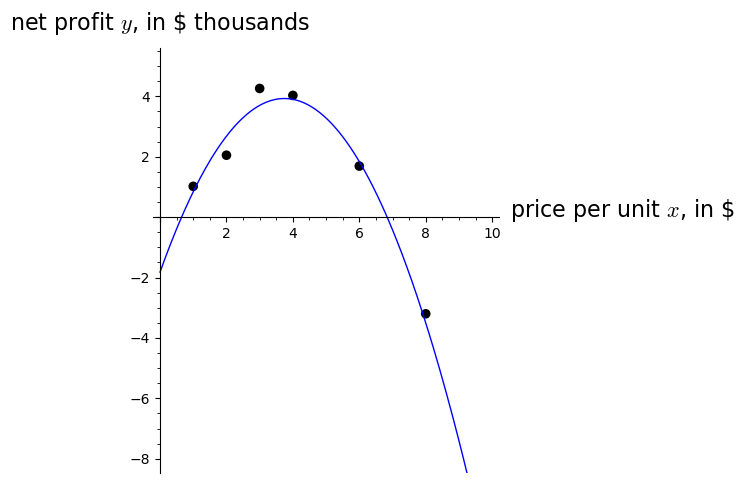 net profit y, in $ thousands
4
2
price per unit x, in $
2 4 6 8 10
−2
−4
−6
−8